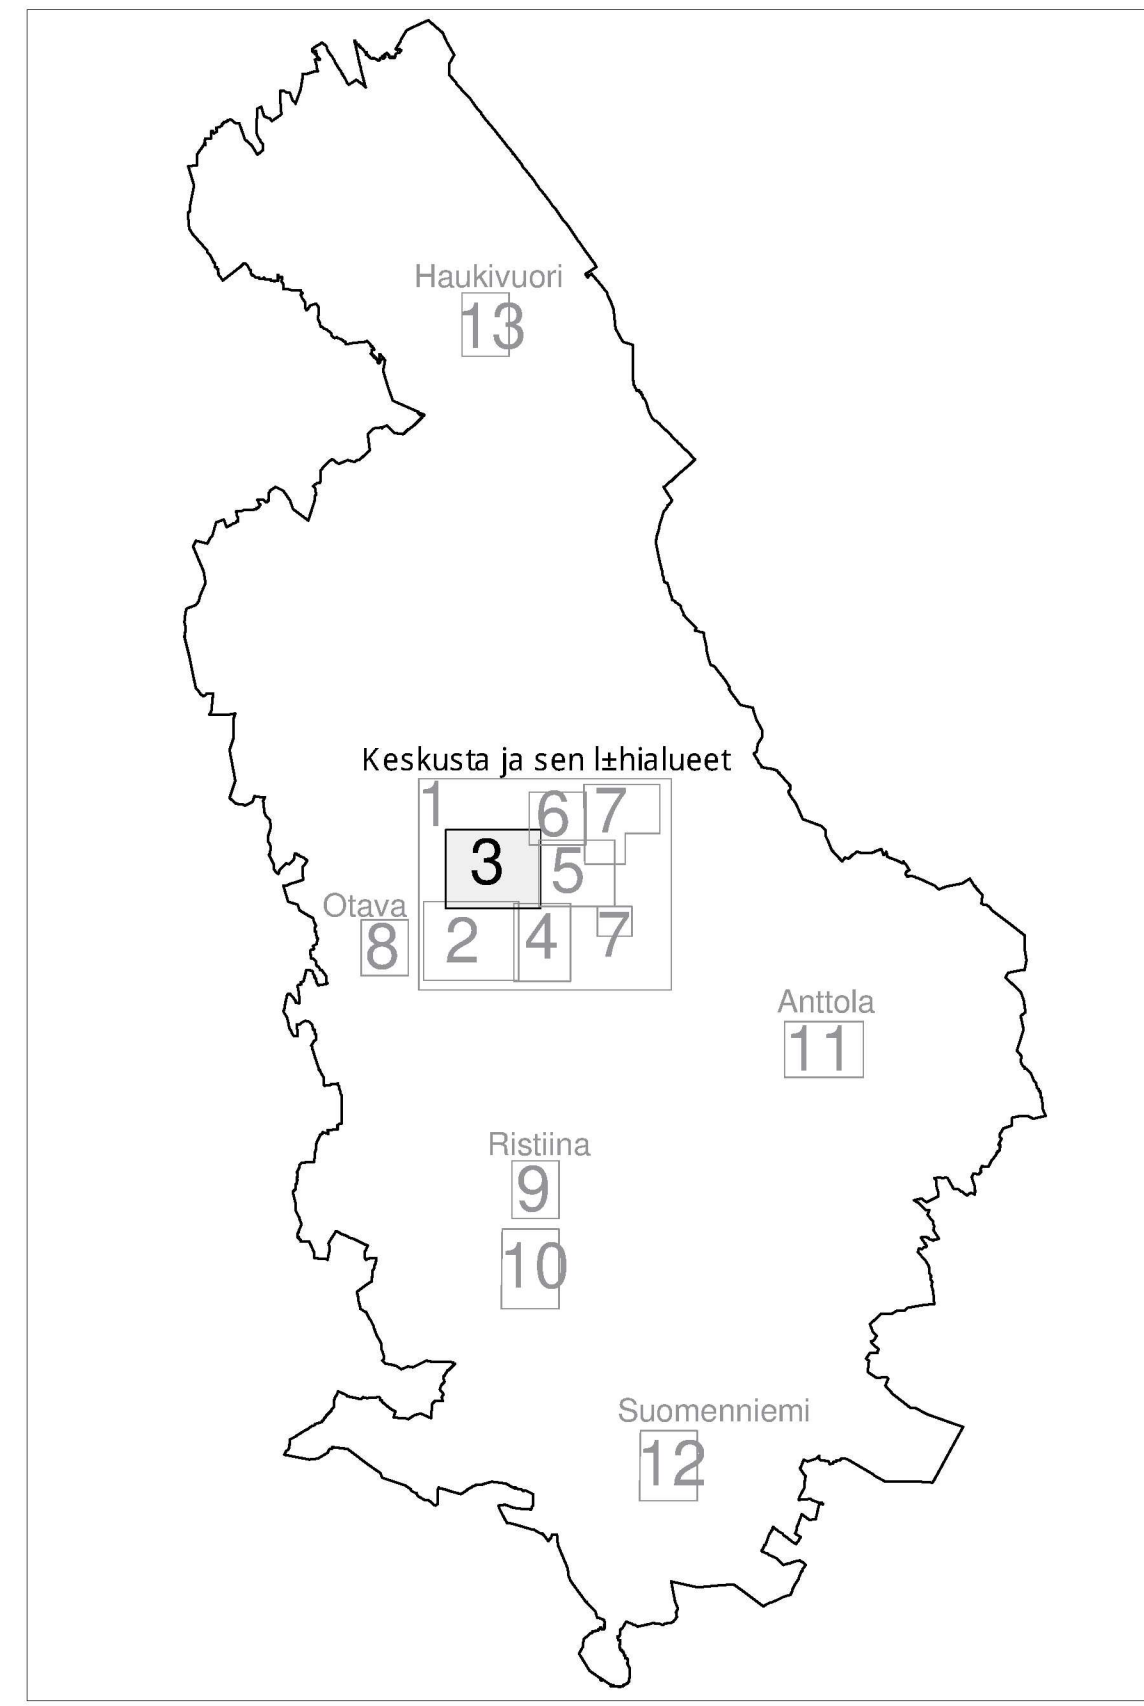 Haukivuori
13
Keskusta ja sen l±hialueet
1
6
7
3
5
Otava
8
2
4
7
Anttola
11
Ristiina
9
10
Suomenniemi
12